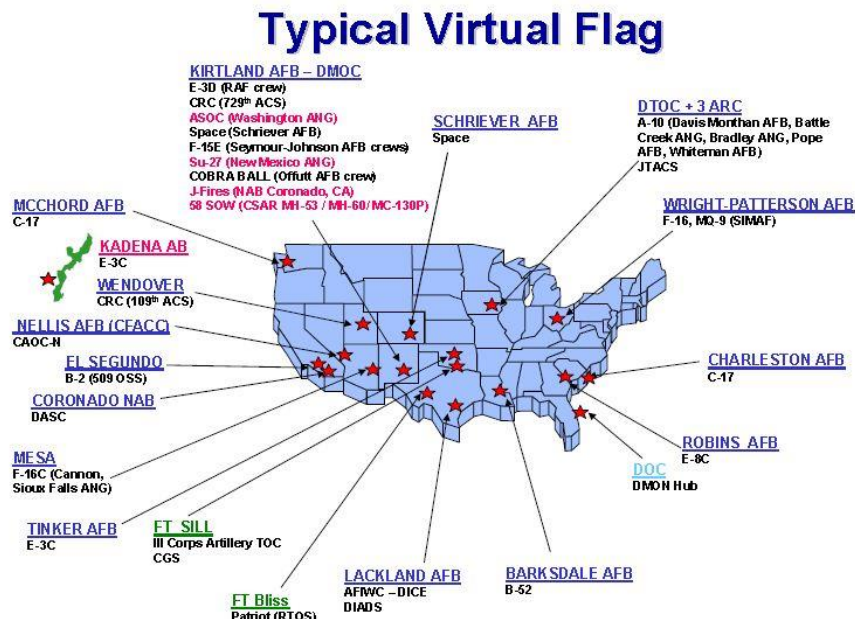 Typical Virtual Flag
KIRTLAND AFB – DMOC
E-3D (RAF crew)
CRC (729th ACS)
ASOC (Washington ANG)
Space (Schriever AFB)
F-15E (Seymour-Johnson AFB crews)
Su-27 (New Mexico ANG)
COBRA BALL (Offutt AFB crew)
J-Fires (NAB Coronado, CA)
58 SOW (CSAR MH-53 / MH-60/ MC-130P)
SCHRIEVER AFB
Space
DTOC + 3 ARC
A-10 (Davis Monthan AFB, Battle
Creek ANG, Bradley ANG, Pope
AFB, Whiteman AFB)
JTACS
WRIGHT-PATTERSON AFB
F-16, MQ-9 (SIMAF)
MCCHORD AFB
C-17
KADENA AB
E-3C
WENDOVER
CRC (109th ACS)
NELLIS AFB (CFACC)
CAOC-N
EL SEGUNDO
B-2 (509 OSS)
CORONADO NAB
DASC
CHARLESTON AFB
C-17
ROBINS AFB
E-8C
DOC
DMON Hub
MESA
F-16C (Cannon,
Sioux Falls ANG)
TINKER AFB
E-3C
FT SILL
III Corps Artillery TOC
CGS
FT Bliss
Patriot (RTOS)
LACKLAND AFB
AFIWC – DICE
DIADS
BARKSDALE AFB
B-52